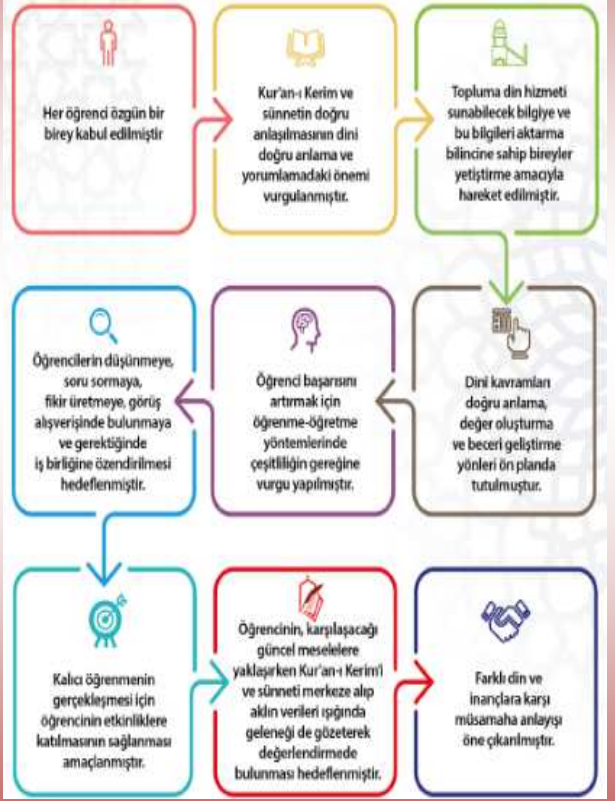 Her öğrenci özgün bir
birey kabul edilmiştir
Kur'an-ı Kerim ve
sünnetin doğru
anlaşılmasının dini
doğru anlama ve
yorumlamadaki önemi
vurgulanmıştır.
Topluma din hizmeti
sunabilecek bilgiye ve
bu bilgileri aktarma
bilincine sahip bireyler
yetiştirme amacıyla
hareket edilmiştir.
Dini kavramları
doğru anlama,
değer oluşturma
ve beceri geliştirme
yönleri ön planda
tutulmuştur.
Öğrenci başarısını
artırmak için
öğrenme-öğretme
yöntemlerinde
çeşitliliğin gereğine
vurgu yapılmıştır.
Öğrencilerin düşünmeye,
soru sormaya,
fikir üretmeye, görüş
alışverişinde bulunmaya
ve gerektiğinde
iş birliğine özendirilmesi
hedeflenmiştir.
Kalıcı öğrenmenin
gerçekleşmesi için
öğrencinin etkinliklere
katılmasının sağlanması
amaçlanmıştır.
Öğrencinin, karşılaşacağı
güncel meselelere
yaklaşırken Kur'an-ı Kerim'i
ve sünneti merkeze alıp
aklın verileri ışığında
geleneği de gözeterek
değerlendirmede
bulunması hedeflenmiştir.
Farklı din ve
inançlara karşı
müsamaha anlayışı
öne çıkarılmıştır.